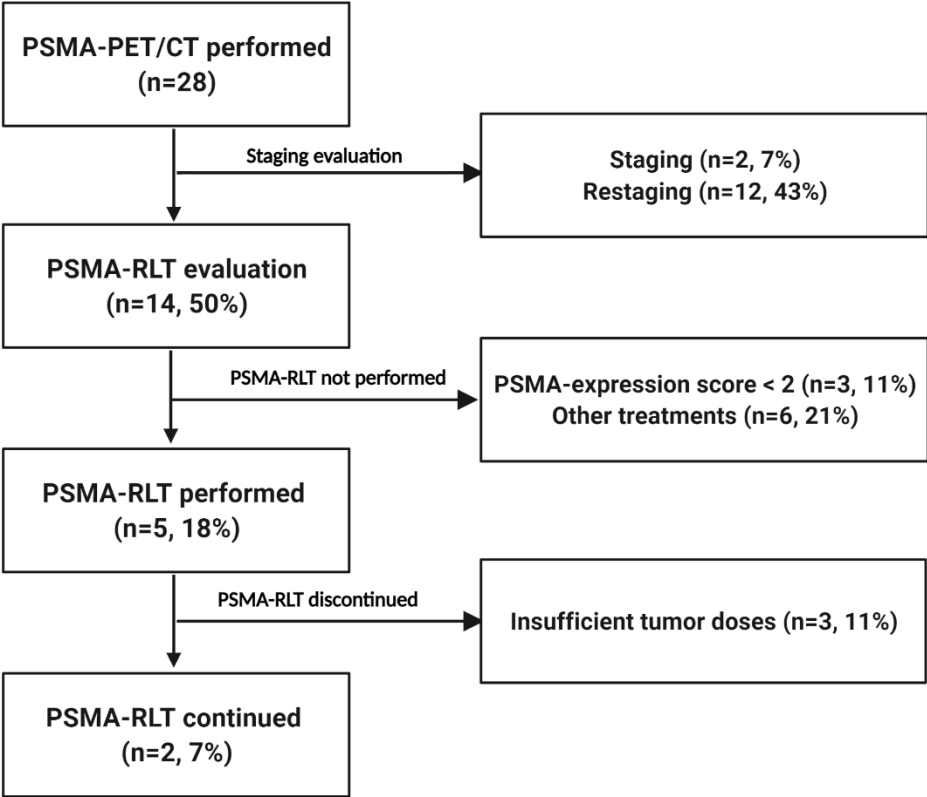 PSMA-PET/CT performed
(n=28)
Staging evaluation
Staging (n=2, 7%)
Restaging (n=12, 43%)
PSMA-RLT evaluation
(n=14, 50%)
PSMA-RLT not performed
PSMA-expression score < 2 (n=3, 11%)
Other treatments (n=6, 21%)
PSMA-RLT performed
(n=5, 18%)
PSMA-RLT discontinued
Insufficient tumor doses (n=3, 11%)
PSMA-RLT continued
(n=2, 7%)